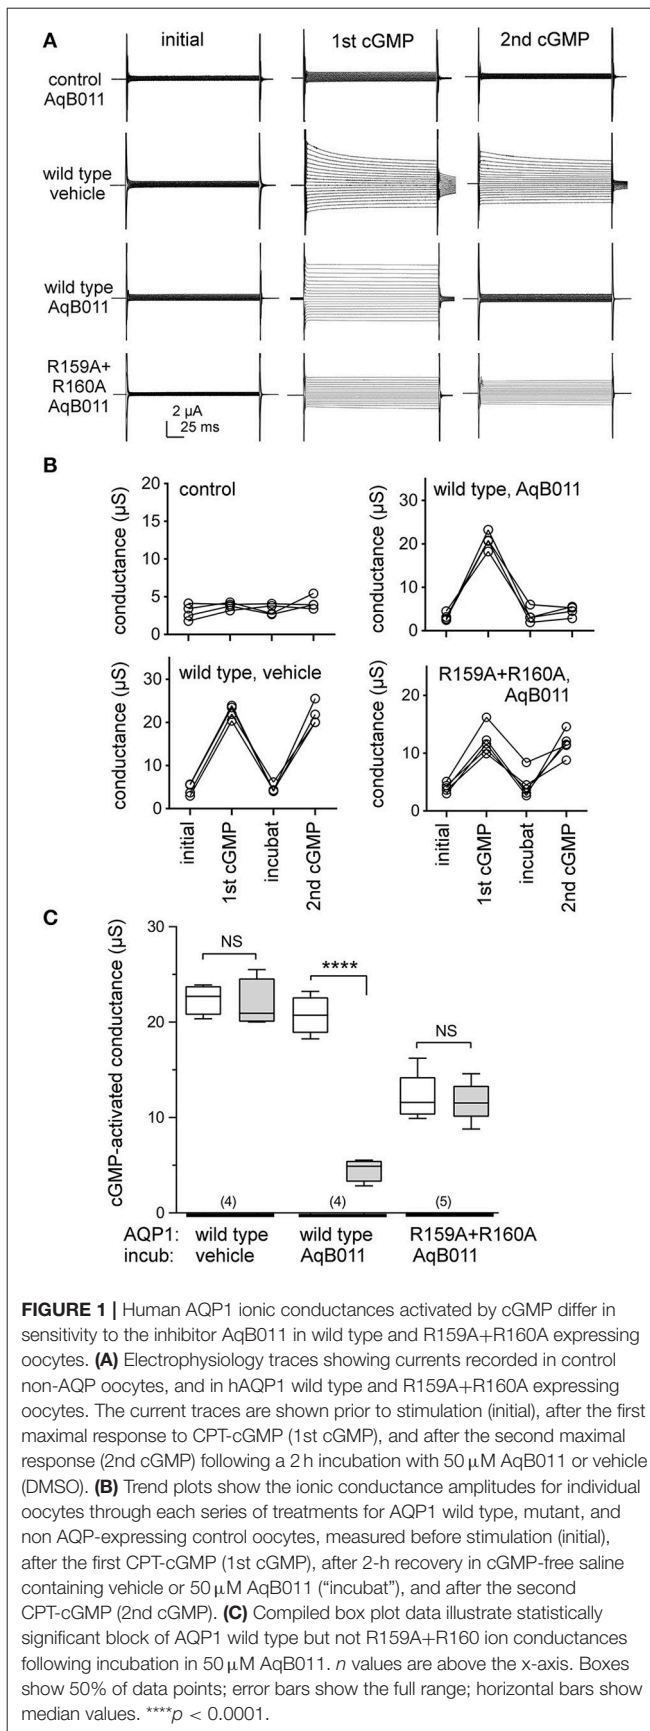 A
initial 1st cGMP 2nd cGMP
control
AqB011
wild type
vehicle
wild type
AqB011
R159A+
R160A
AqB011
2 µA
25 ms
B
conductance (µS)
20
15
10
5
0
control
conductance (µS)
30
20
10
0
wild type, AqB011
conductance (µS)
30
20
10
0
wild type, vehicle
initial
1st cGMP
incubat
2nd cGMP
conductance (µS)
30
20
10
0
R159A+R160A,
AqB011
initial
1st cGMP
incubat
2nd cGMP
C
cGMP-activated conductance (µS)
30
20
10
0
NS
****
NS
(4) (4) (5)
AQP1: wild type wild type R159A+R160A
incub: vehicle AqB011 AqB011
FIGURE 1 | Human AQP1 ionic conductances activated by cGMP differ in
sensitivity to the inhibitor AqB011 in wild type and R159A+R160A expressing
oocytes. (A) Electrophysiology traces showing currents recorded in control
non-AQP oocytes, and in hAQP1 wild type and R159A+R160A expressing
oocytes. The current traces are shown prior to stimulation (initial), after the first
maximal response to CPT-cGMP (1st cGMP), and after the second maximal
response (2nd cGMP) following a 2 h incubation with 50 µM AqB011 or vehicle
(DMSO). (B) Trend plots show the ionic conductance amplitudes for individual
oocytes through each series of treatments for AQP1 wild type, mutant, and
non AQP-expressing control oocytes, measured before stimulation (initial),
after the first CPT-cGMP (1st cGMP), after 2-h recovery in cGMP-free saline
containing vehicle or 50 µM AqB011 (“incubat”), and after the second
CPT-cGMP (2nd cGMP). (C) Compiled box plot data illustrate statistically
significant block of AQP1 wild type but not R159A+R160 ion conductances
following incubation in 50 µM AqB011. n values are above the x-axis. Boxes
show 50% of data points; error bars show the full range; horizontal bars show
median values. ****p < 0.0001.